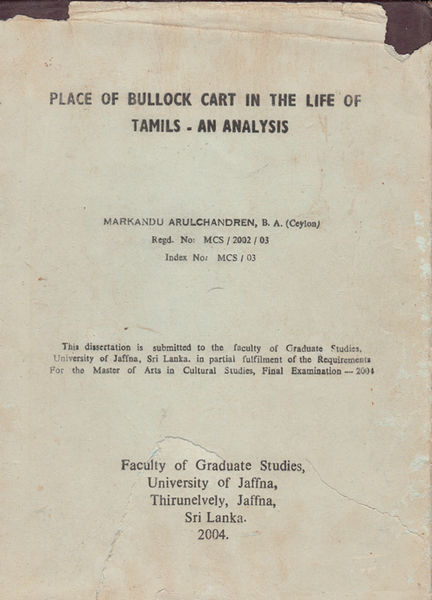 PLACE OF BULLOCK CART IN THE LIFE OF
TAMILS - AN ANALYSIS
MARKANDU ARULCHANDREN, B. A. (Ceylon)
Regd. No: MCS / 2002 / 03
Index No: MCS / 03
This dissertation is submitted to the faculty of Graduate Studies,
University of Jaffna, Sri Lanka. in partial fulfilment of the Requirements
For the Master of Arts in Cultural Studies, Final Examination — 2004
Faculty of Graduate Studies,
University of Jaffna,
Thirunelvely, Jaffna,
Sri Lanka.
2004.